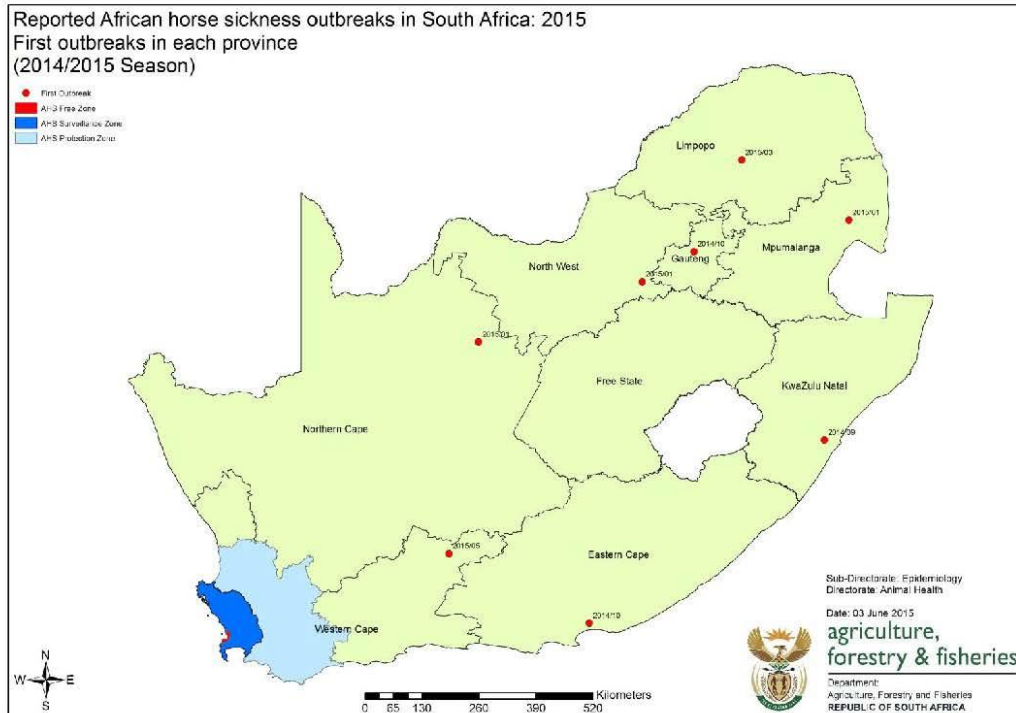 Reported African horse sickness outbreaks in South Africa: 2015
First outbreaks in each province
(2014/2015 Season)
First Outbreak
AHS Free Zone
AHS Surveillance Zone
AHS Protection Zone
Limpopo
2015/03
2015/01
Mpumalanga
2014/10
Gauteng
North West
2015/01
Free State
KwaZulu Natal
Northern Cape
2014/09
2015/05
Eastern Cape
Western Cape
2014/10
Sub-Directorate: Epidemiology
Directorate: Animal Health
Date: 03 June 2015
agriculture,
forestry & fisheries
Department:
Agriculture, Forestry and Fisheries
REPUBLIC OF SOUTH AFRICA
N
W E
S
Kilometers
0 65 130 260 390 520